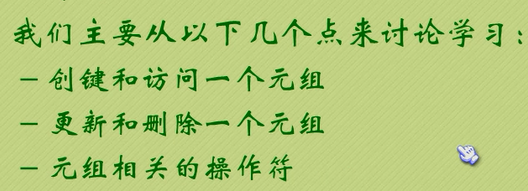 我们主要从以下几个点来讨论学习：
– 创键和访问一个元组
– 更新和删除一个元组
– 元组相关的操作符